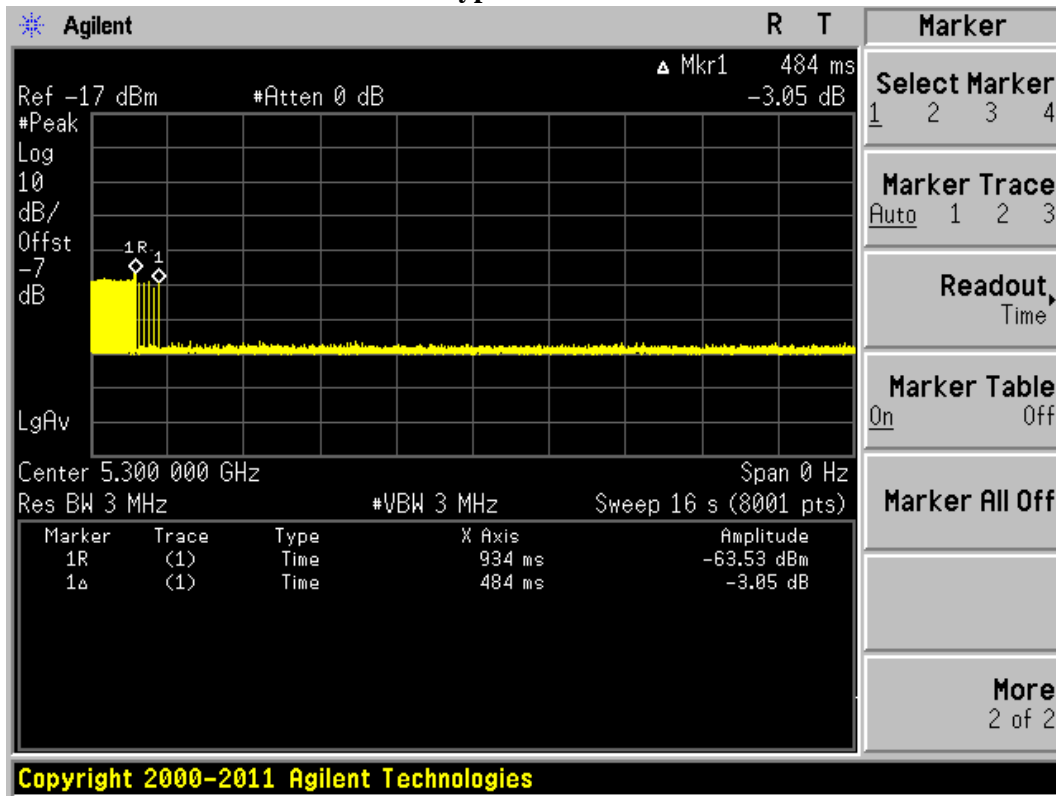 Agilent R T Marker
▵ Mkr1 484 ms
Ref -17 dBm #Atten 0 dB -3.05 dB
#Peak
Log
10
dB/
Offst
-7
dB
1R 1
LgAv
Center 5.300 000 GHz Span 0 Hz
Res BW 3 MHz #VBW 3 MHz Sweep 16 s (8001 pts)
Marker Trace Type X Axis Amplitude
1R (1) Time 934 ms -63.53 dBm
1▵ (1) Time 484 ms -3.05 dB
Select Marker
1 2 3 4
Marker Trace
Auto 1 2 3
Readout
Time
Marker Table
On Off
Marker All Off
More
2 of 2
Copyright 2000-2011 Agilent Technologies